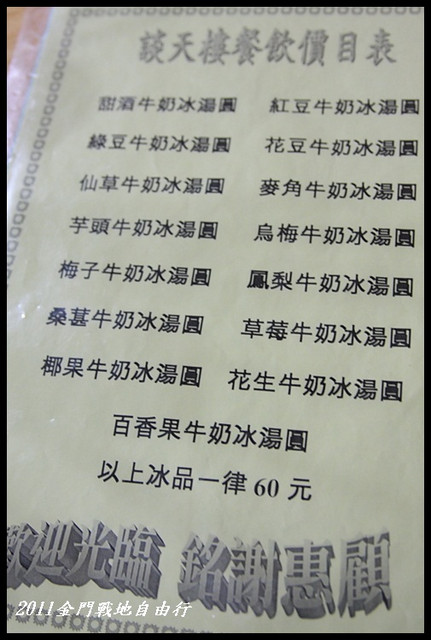 談天樓餐飲價目表
甜酒牛奶冰湯圓 紅豆牛奶冰湯圓
綠豆牛奶冰湯圓 花豆牛奶冰湯圓
仙草牛奶冰湯圓 麥角牛奶冰湯圓
芋頭牛奶冰湯圓 烏梅牛奶冰湯圓
梅子牛奶冰湯圓 鳳梨牛奶冰湯圓
桑葚牛奶冰湯圓 草莓牛奶冰湯圓
椰果牛奶冰湯圓 花生牛奶冰湯圓
百香果牛奶冰湯圓
以上冰品一律 60 元
歡迎光臨 銘謝惠顧
2011金門戰地自由行